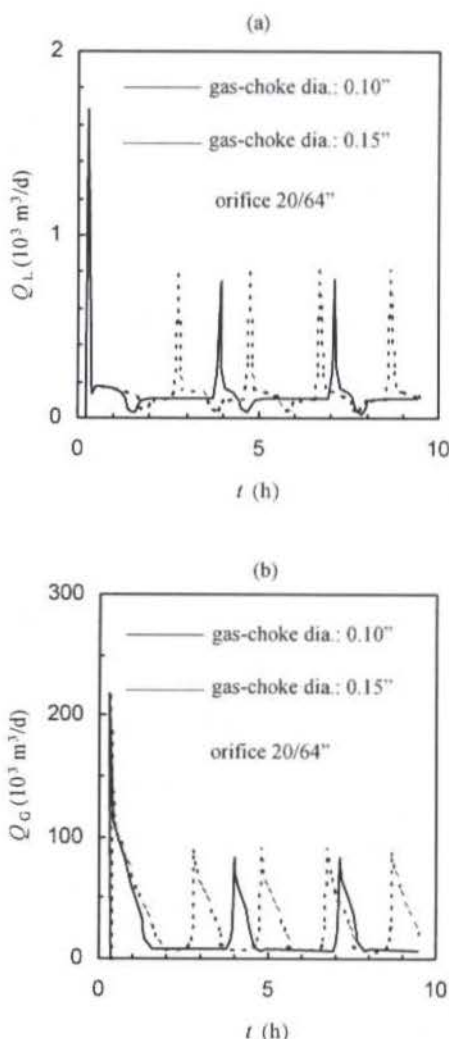 (a)
2
gas-choke dia.: 0.10”
gas-choke dia.: 0.15”
orifice 20/64”
1
Q_L (10³ m³/d)
0
0
5
10
t (h)
(b)
300
gas-choke dia.: 0.10”
gas-choke dia.: 0.15”
200
orifice 20/64”
Q_G (10³ m³/d)
100
0
0
5
10
t (h)